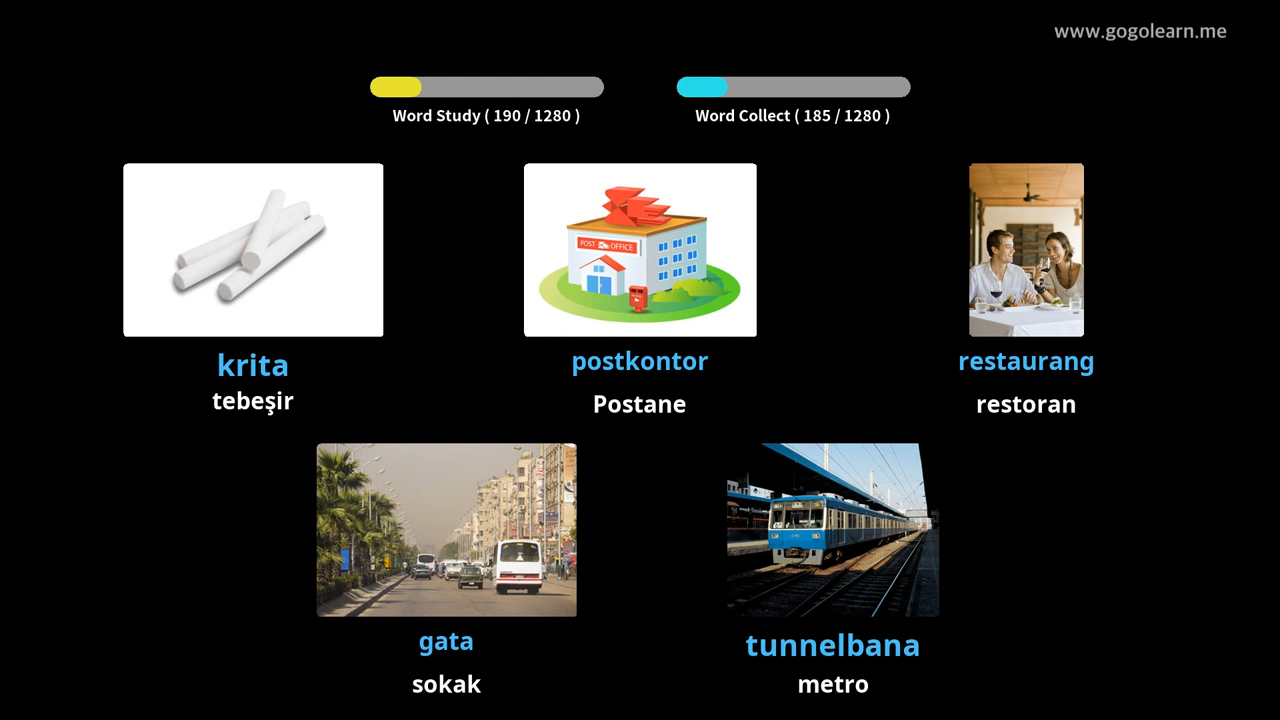 www.gogolearn.me
Word Study ( 190 / 1280 )
Word Collect ( 185 / 1280 )
POST OFFICE
krita
tebeşir
postkontor
Postane
restaurang
restoran
gata
sokak
tunnelbana
metro